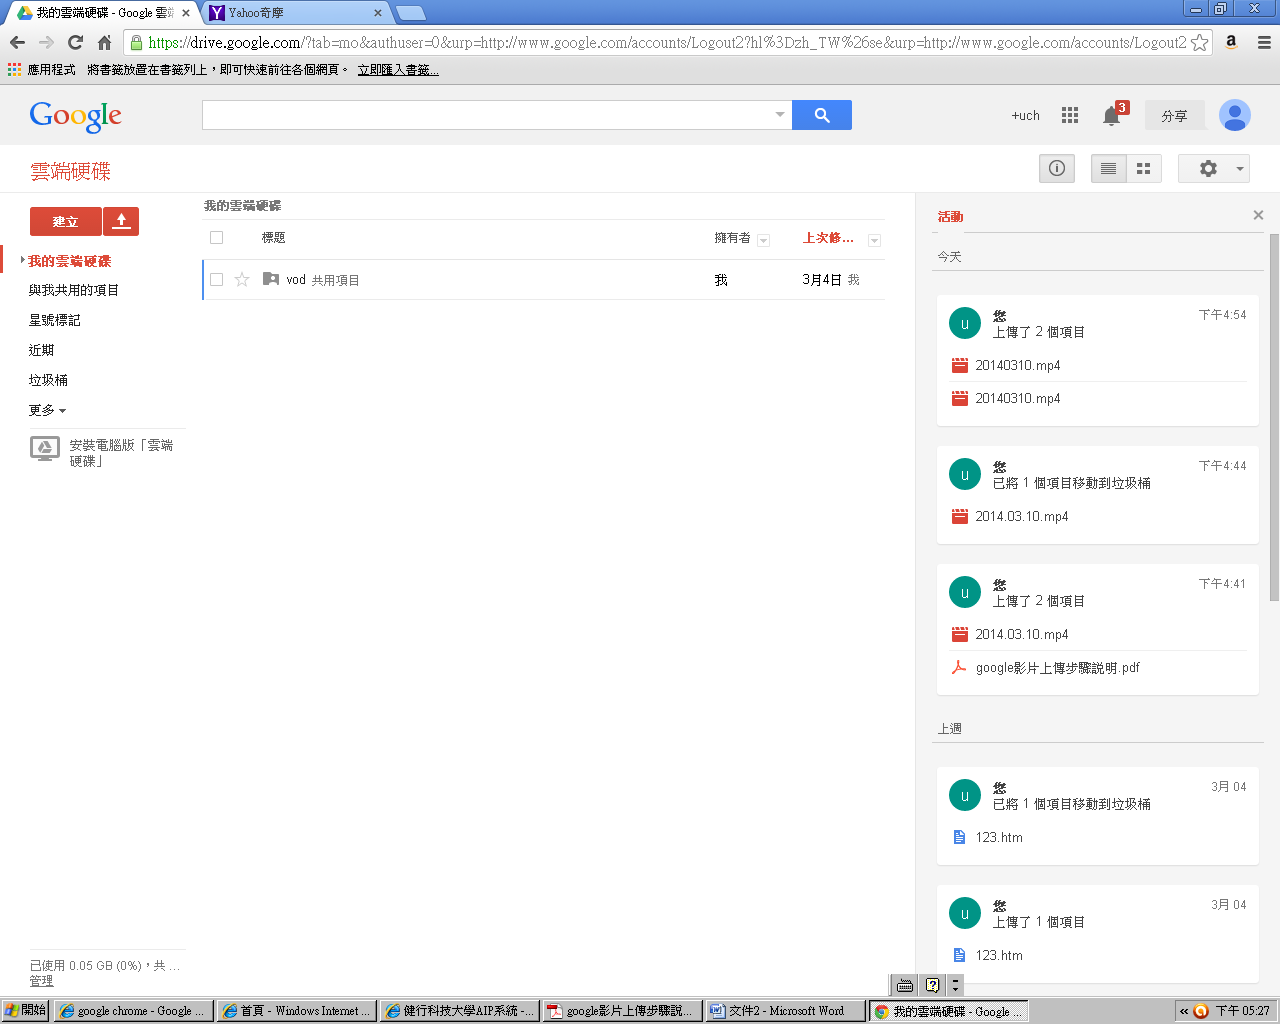 我的雲端硬碟 - Google 雲端
Yahoo奇摩
https://drive.google.com/?tab=mo&authuser=0&urp=http://www.google.com/accounts/Logout2?hl%3Dzh_TW%26se&urp=http://www.google.com/accounts/Logout2
應用程式 將書籤放置在書籤列上，即可快速前往各個網頁。 立即匯入書籤...
Google
+uch
3
分享
雲端硬碟
建立
我的雲端硬碟
與我共用的項目
星號標記
近期
垃圾桶
更多
安裝電腦版「雲端
硬碟」
已使用 0.05 GB (0%)，共 ...
管理
我的雲端硬碟
標題 擁有者 上次修...
vod 共用項目 我 3月4日 我
活動
今天
u
您 下午4:54
上傳了 2 個項目
20140310.mp4
20140310.mp4
u
您 下午4:44
已將 1 個項目移動到垃圾桶
2014.03.10.mp4
u
您 下午4:41
上傳了 2 個項目
2014.03.10.mp4
google影片上傳步驟說明.pdf
上週
u
您 3月 04
已將 1 個項目移動到垃圾桶
123.htm
u
您 3月 04
上傳了 1 個項目
123.htm
開始 google chrome - Google ... 首頁 - Windows Internet ... 健行科技大學AIP系統 -... google影片上傳步驟說... 文件2 - Microsoft Word 我的雲端硬碟 - Google ... « 下午 05:27